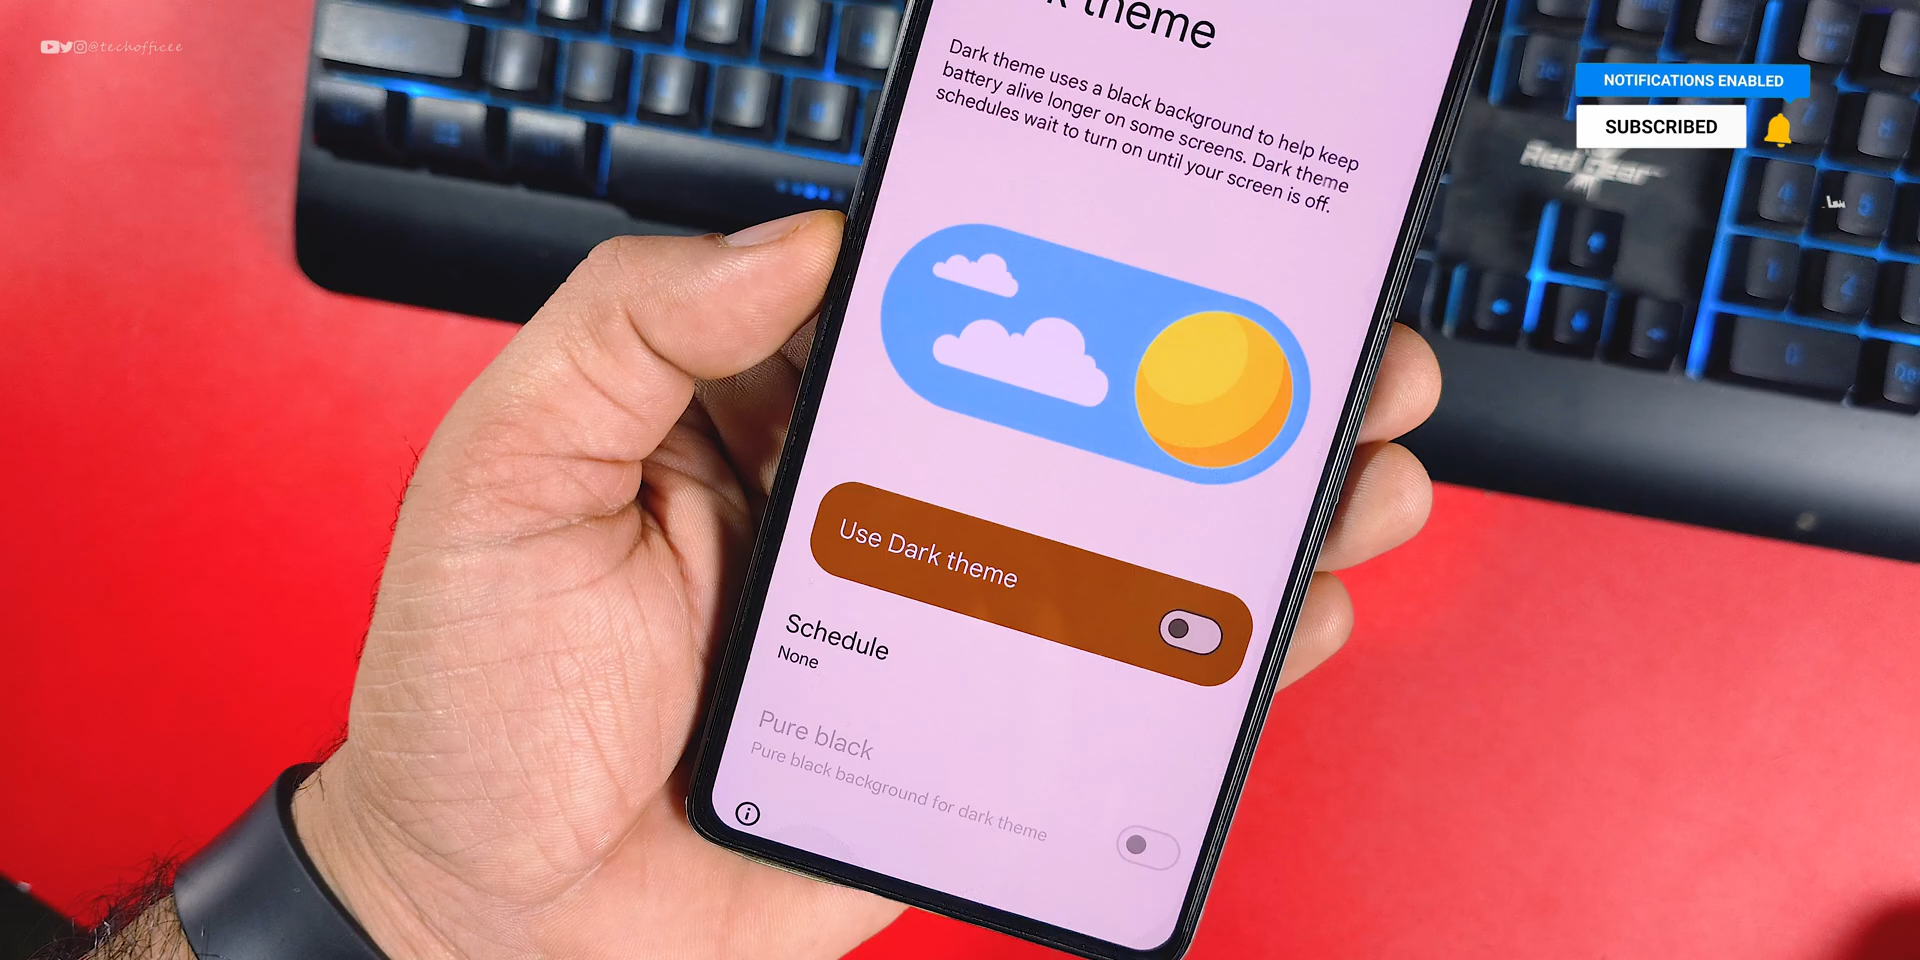 @techofficee
k theme
Dark theme uses a black background to help keep
battery alive longer on some screens. Dark theme
schedules wait to turn on until your screen is off.
NOTIFICATIONS ENABLED
SUBSCRIBED
Red Gear
Use Dark theme
Schedule
None
Pure black
Pure black background for dark theme